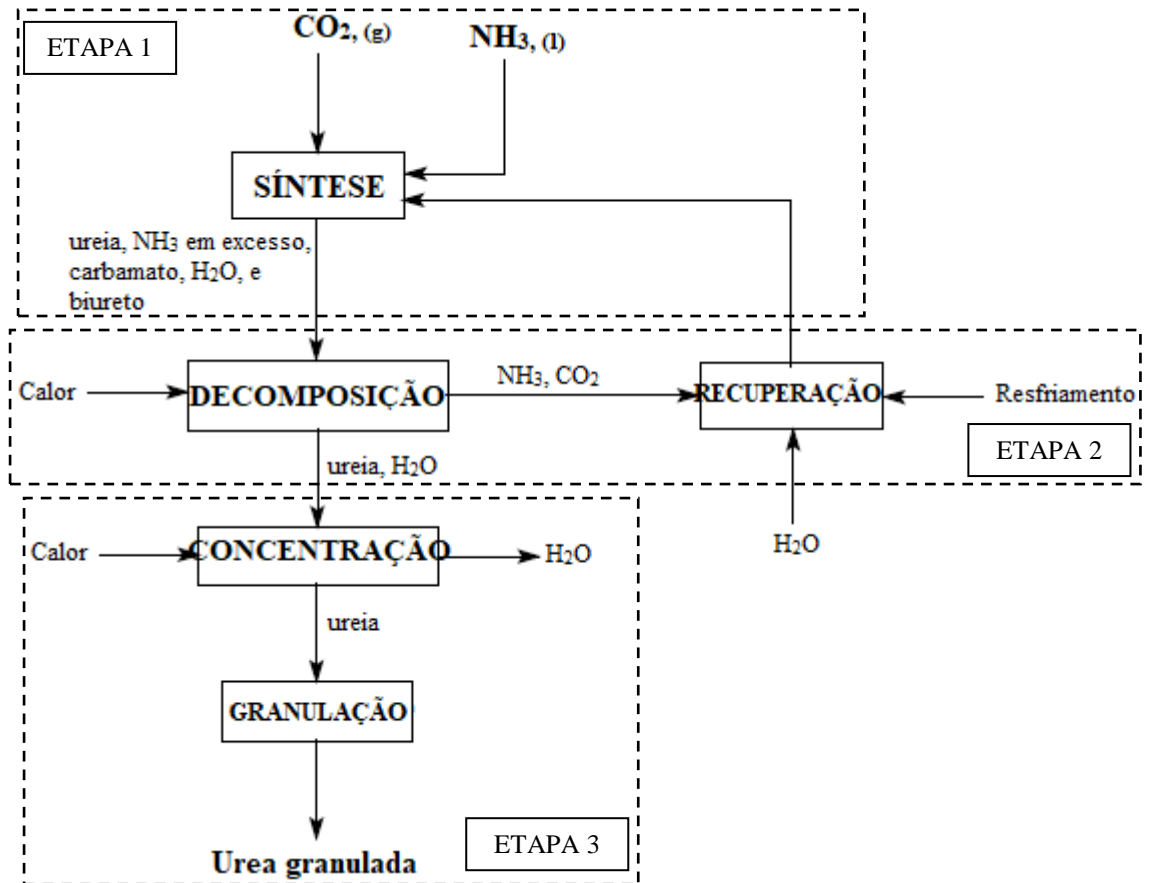 ETAPA 1
CO2, (g)
NH3, (l)
SÍNTESE
ureia, NH3 em excesso,
carbamato, H2O, e
biureto
Calor
DECOMPOSIÇÃO
NH3, CO2
RECUPERAÇÃO
Resfriamento
ETAPA 2
ureia, H2O
H2O
Calor
CONCENTRAÇÃO
H2O
ureia
GRANULAÇÃO
ETAPA 3
Urea granulada